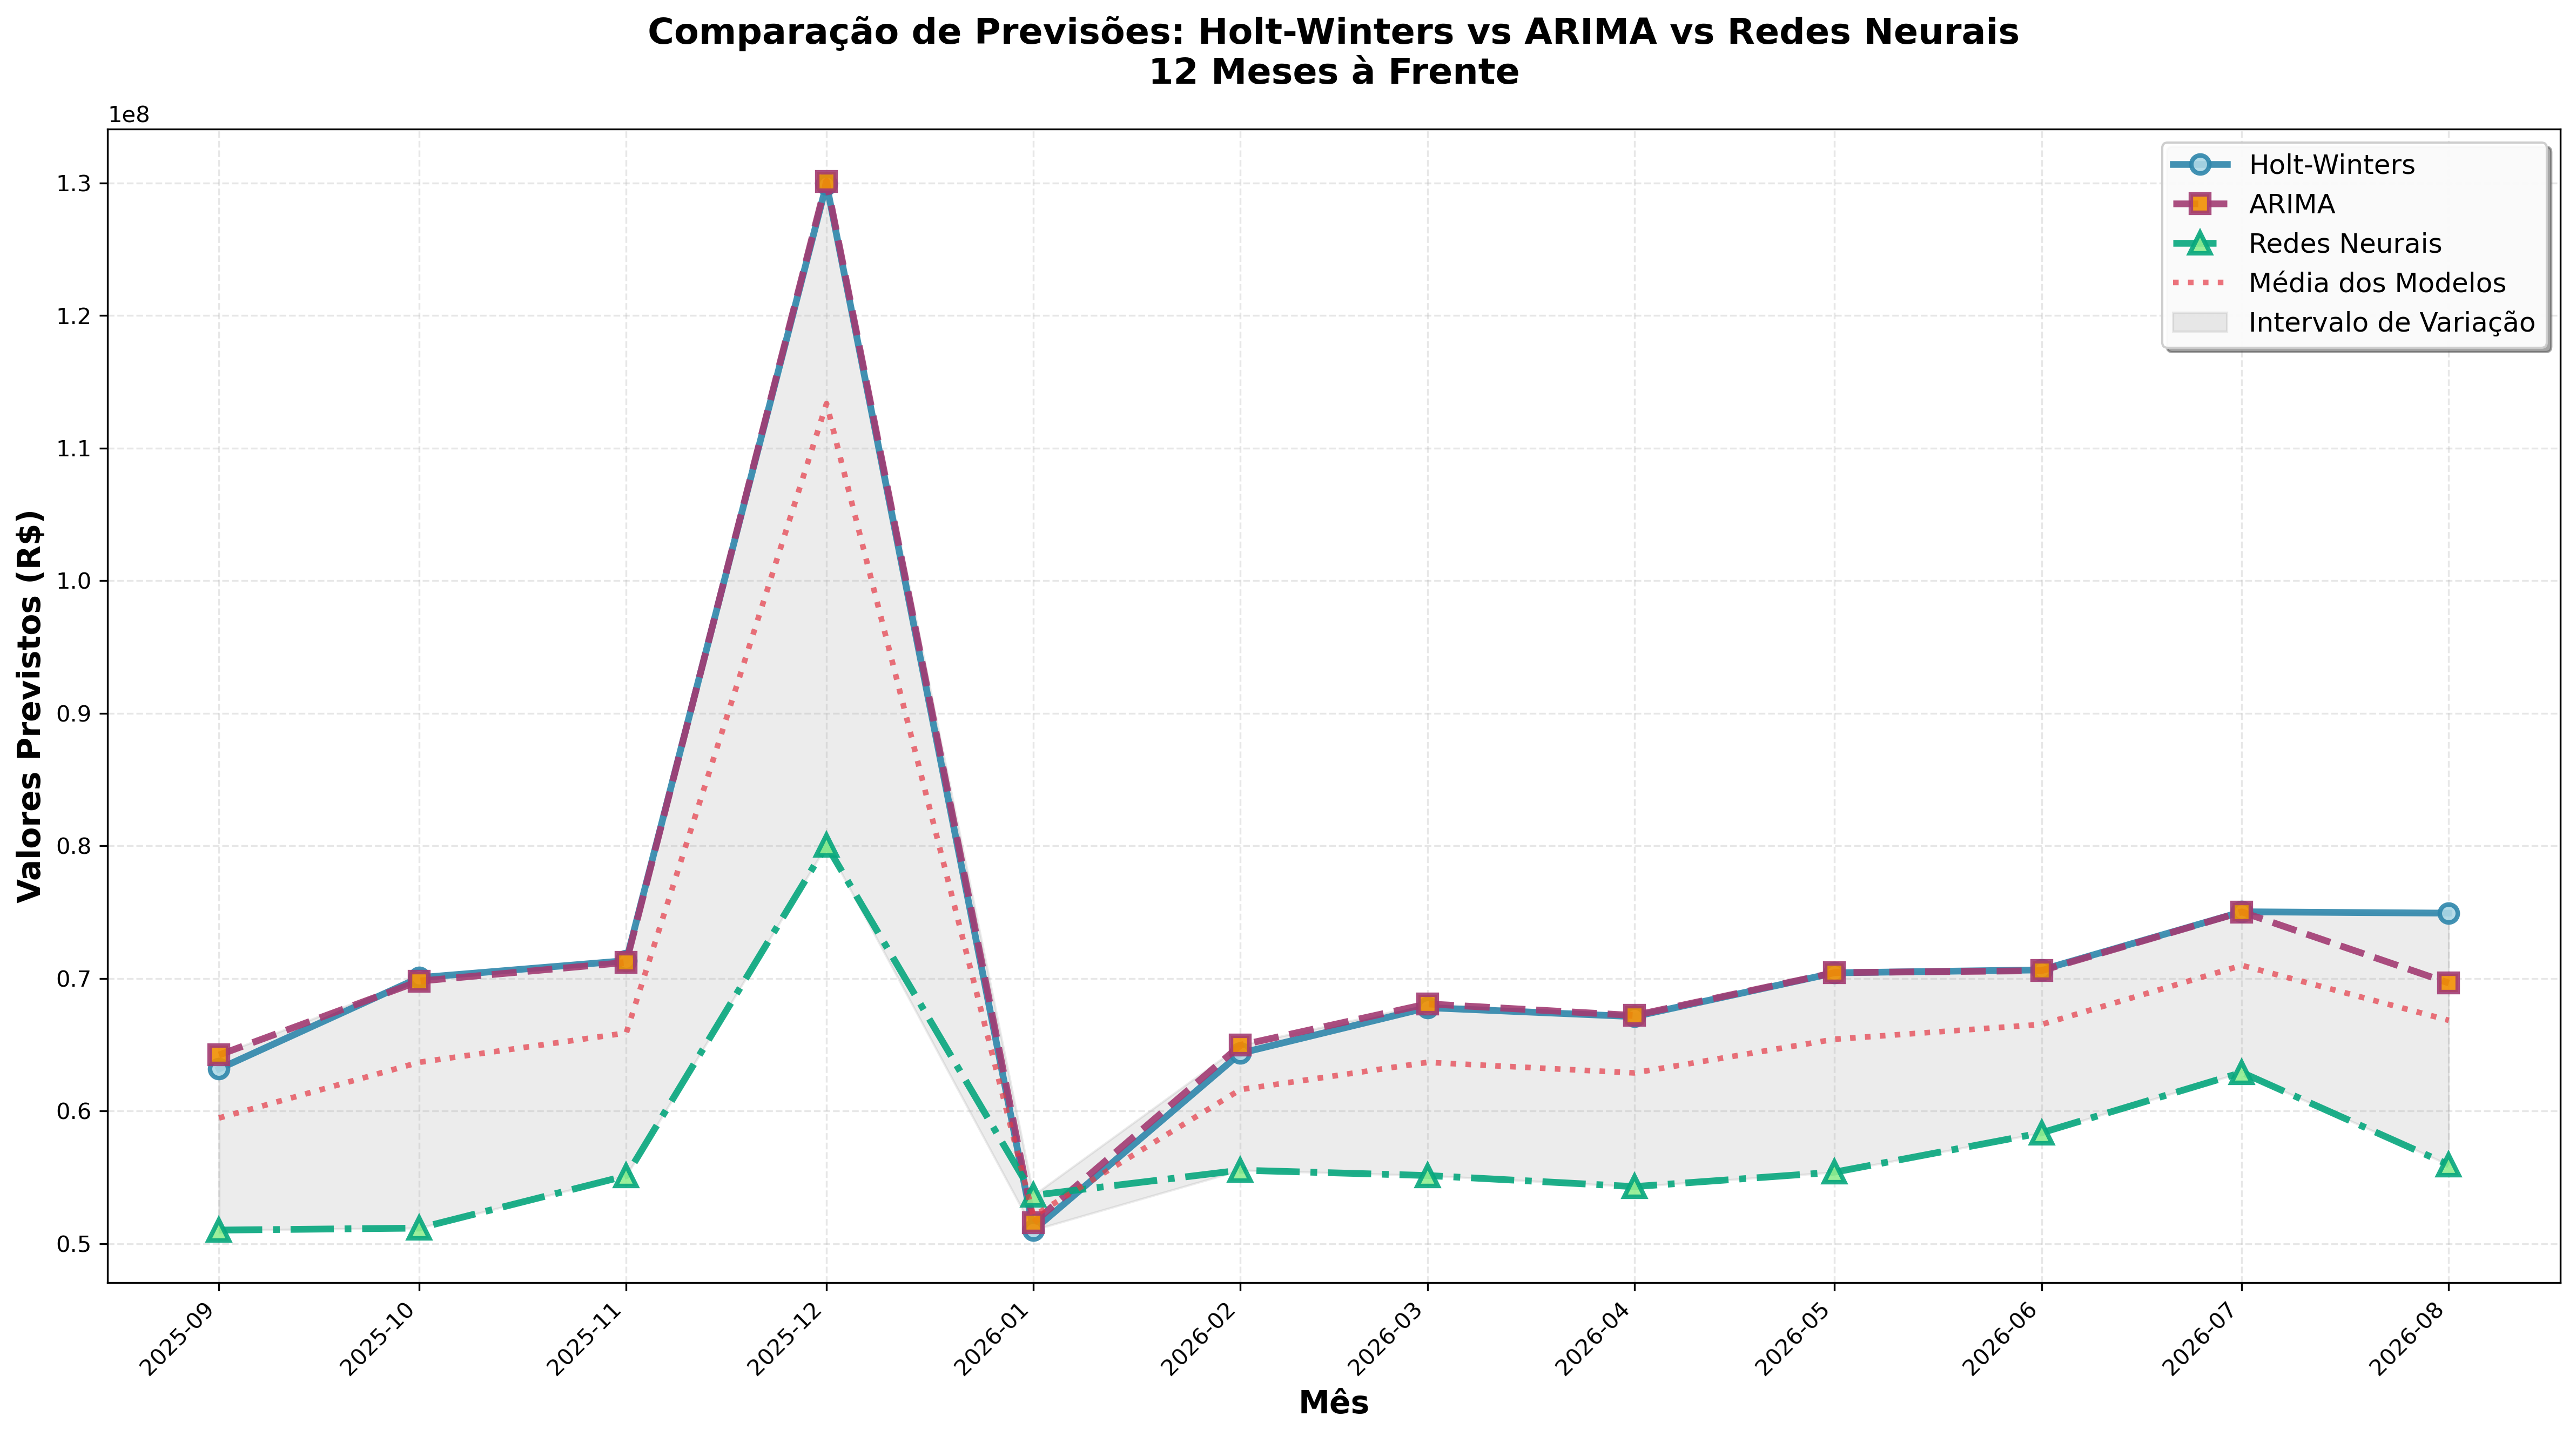 Comparação de Previsões: Holt-Winters vs ARIMA vs Redes Neurais
12 Meses à Frente
1e8
1.3
1.2
1.1
1.0
0.9
0.8
0.7
0.6
0.5
Valores Previstos (R$)
Holt-Winters
ARIMA
Redes Neurais
Média dos Modelos
Intervalo de Variação
2025-09
2025-10
2025-11
2025-12
2026-01
2026-02
2026-03
2026-04
2026-05
2026-06
2026-07
2026-08
Mês